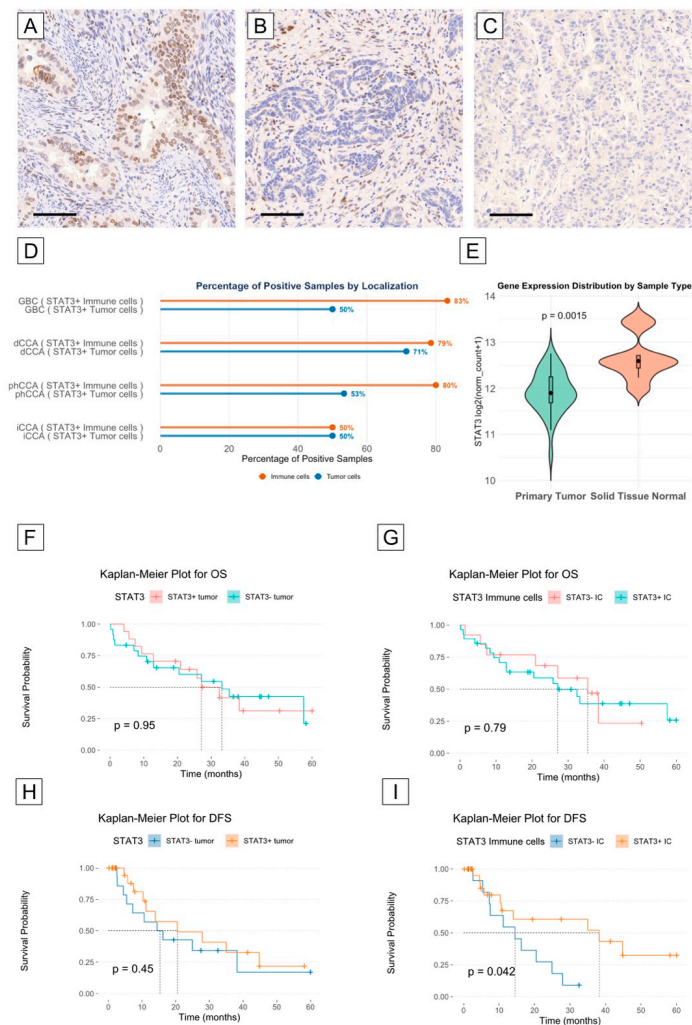 A
B
C
D
Percentage of Positive Samples by Localization
GBC ( STAT3+ Immune cells )
83%
GBC ( STAT3+ Tumor cells )
50%
dCCA ( STAT3+ Immune cells )
79%
dCCA ( STAT3+ Tumor cells )
71%
phCCA ( STAT3+ Immune cells )
80%
phCCA ( STAT3+ Tumor cells )
53%
iCCA ( STAT3+ Immune cells )
50%
iCCA ( STAT3+ Tumor cells )
50%
0 20 40 60 80
Percentage of Positive Samples
Immune cells Tumor cells
E
Gene Expression Distribution by Sample Type
STAT3 log2(norm_count+1)
14
13
12
11
10
p = 0.0015
Primary Tumor Solid Tissue Normal
F
Kaplan-Meier Plot for OS
STAT3 STAT3+ tumor STAT3- tumor
Survival Probability
1.00
0.75
0.50
0.25
0.00
p = 0.95
0 10 20 30 40 50 60
Time (months)
G
Kaplan-Meier Plot for OS
STAT3 Immune cells STAT3- IC STAT3+ IC
Survival Probability
1.00
0.75
0.50
0.25
0.00
p = 0.79
0 10 20 30 40 50 60
Time (months)
H
Kaplan-Meier Plot for DFS
STAT3 STAT3- tumor STAT3+ tumor
Survival Probability
1.00
0.75
0.50
0.25
0.00
p = 0.45
0 10 20 30 40 50 60
Time (months)
I
Kaplan-Meier Plot for DFS
STAT3 Immune cells STAT3- IC STAT3+ IC
Survival Probability
1.00
0.75
0.50
0.25
0.00
p = 0.042
0 10 20 30 40 50 60
Time (months)